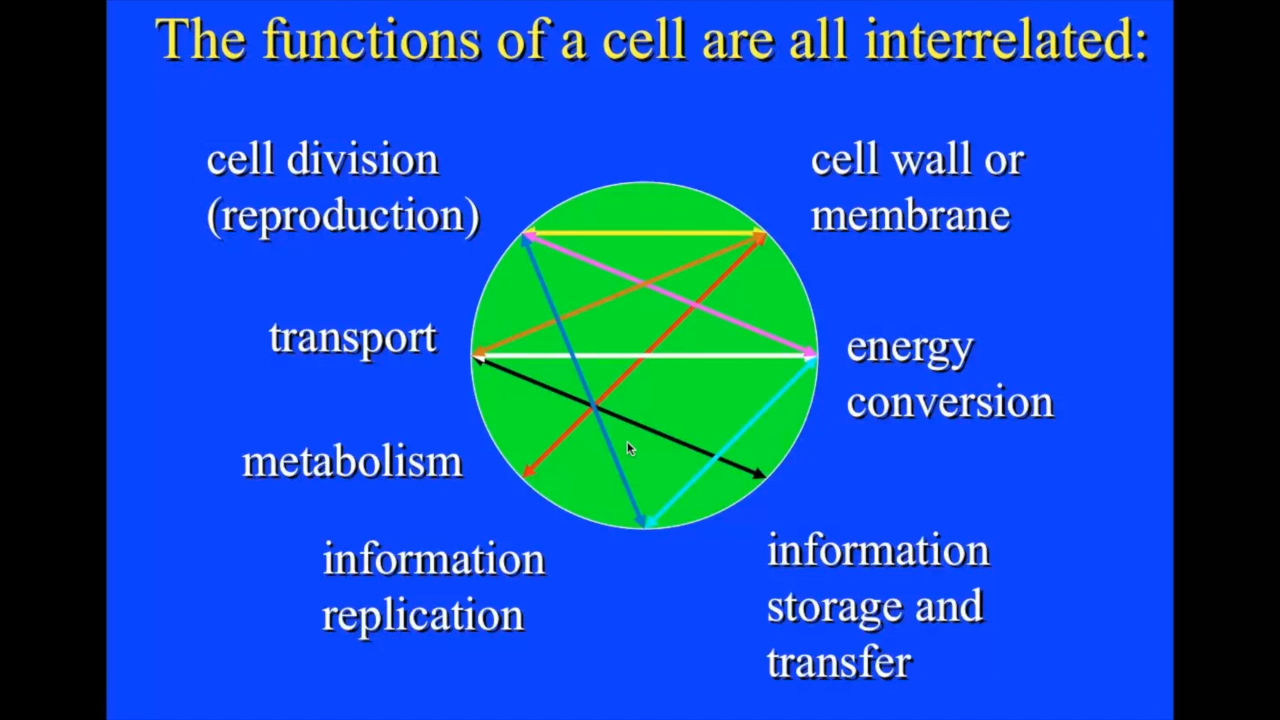 The functions of a cell are all interrelated:
cell division
(reproduction)
cell wall or
membrane
transport
energy
conversion
metabolism
information
replication
information
storage and
transfer